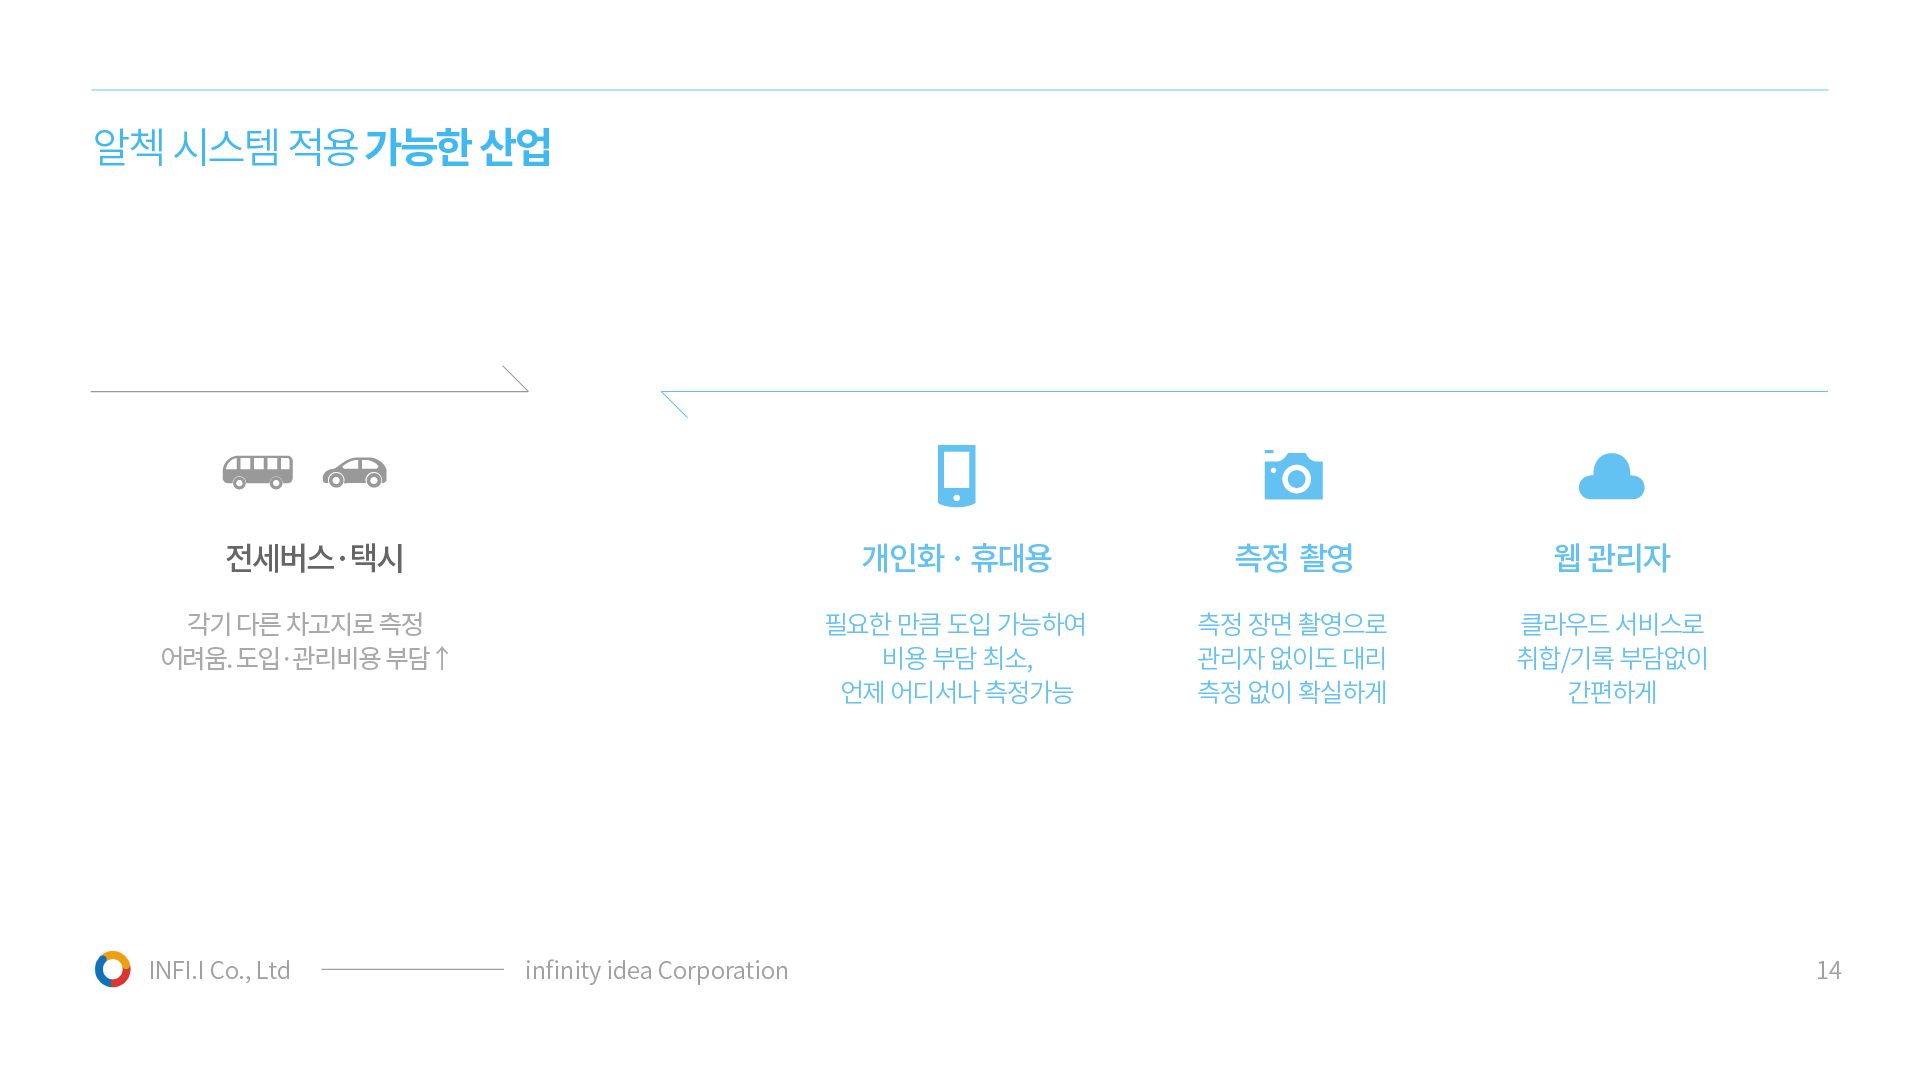 알첵 시스템 적용 가능한 산업
전세버스·택시
각기 다른 차고지로 측정
어려움. 도입·관리비용 부담↑
개인화 · 휴대용
필요한 만큼 도입 가능하여
비용 부담 최소,
언제 어디서나 측정가능
측정 촬영
측정 장면 촬영으로
관리자 없이도 대리
측정 없이 확실하게
웹 관리자
클라우드 서비스로
취합/기록 부담없이
간편하게
INFI.I Co., Ltd
infinity idea Corporation
14